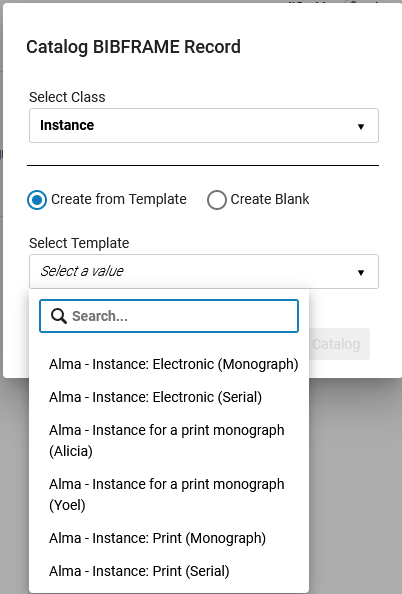 Catalog BIBFRAME Record
Select Class
Instance
Create from Template
Create Blank
Select Template
Select a value
Search...
Catalog
Alma - Instance: Electronic (Monograph)
Alma - Instance: Electronic (Serial)
Alma - Instance for a print monograph
(Alicia)
Alma - Instance for a print monograph
(Yoel)
Alma - Instance: Print (Monograph)
Alma - Instance: Print (Serial)